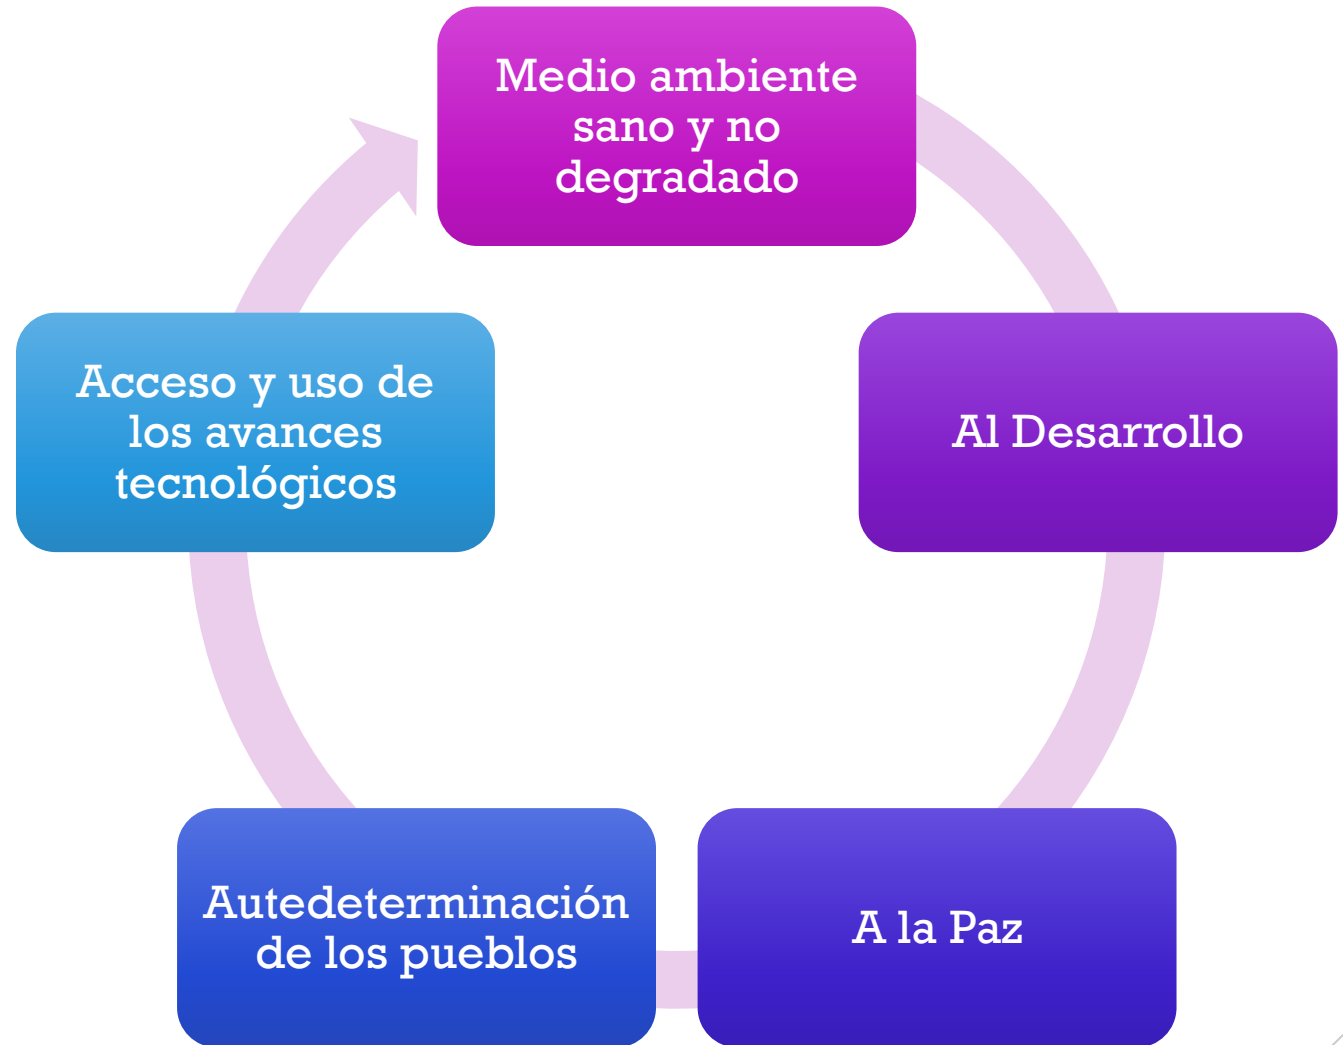 Medio ambiente
sano y no
degradado
Al Desarrollo
A la Paz
Autedeterminación
de los pueblos
Acceso y uso de
los avances
tecnológicos